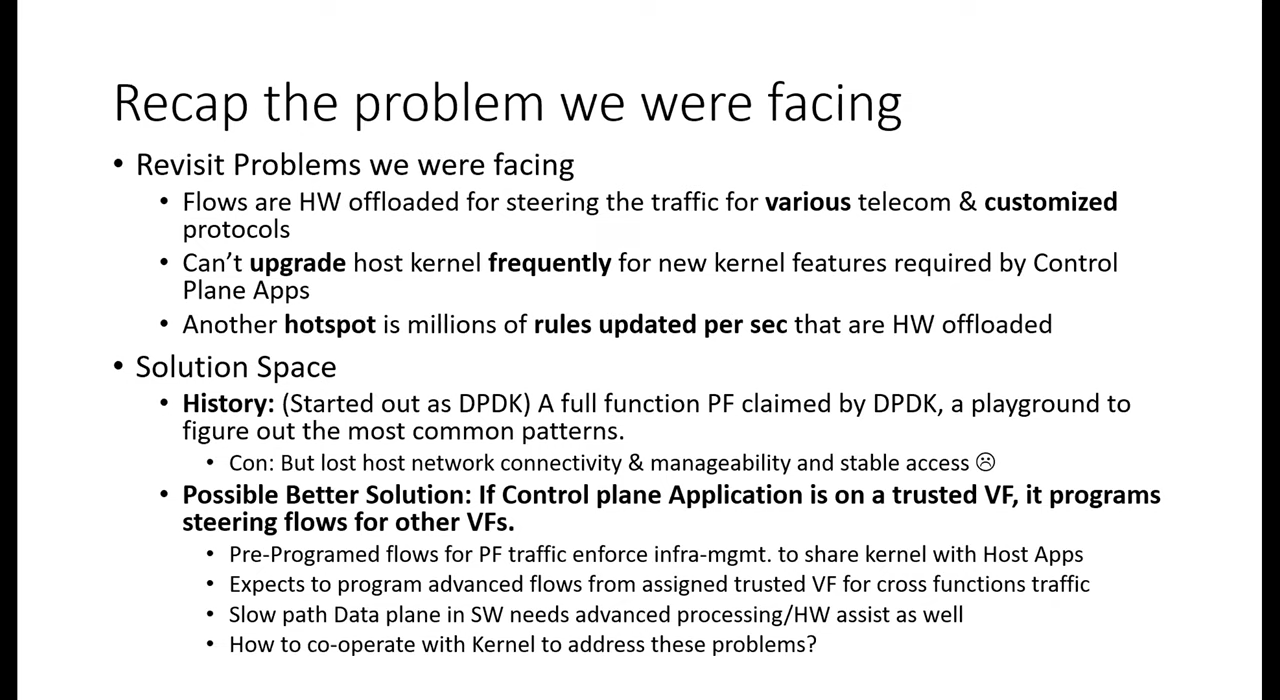 Recap the problem we were facing
• Revisit Problems we were facing
• Flows are HW offloaded for steering the traffic for various telecom & customized
protocols
• Can't upgrade host kernel frequently for new kernel features required by Control
Plane Apps
• Another hotspot is millions of rules updated per sec that are HW offloaded
• Solution Space
• History: (Started out as DPDK) A full function PF claimed by DPDK, a playground to
figure out the most common patterns.
• Con: But lost host network connectivity & manageability and stable access ☹
• Possible Better Solution: If Control plane Application is on a trusted VF, it programs
steering flows for other VFs.
• Pre-Programed flows for PF traffic enforce infra-mgmt. to share kernel with Host Apps
• Expects to program advanced flows from assigned trusted VF for cross functions traffic
• Slow path Data plane in SW needs advanced processing/HW assist as well
• How to co-operate with Kernel to address these problems?